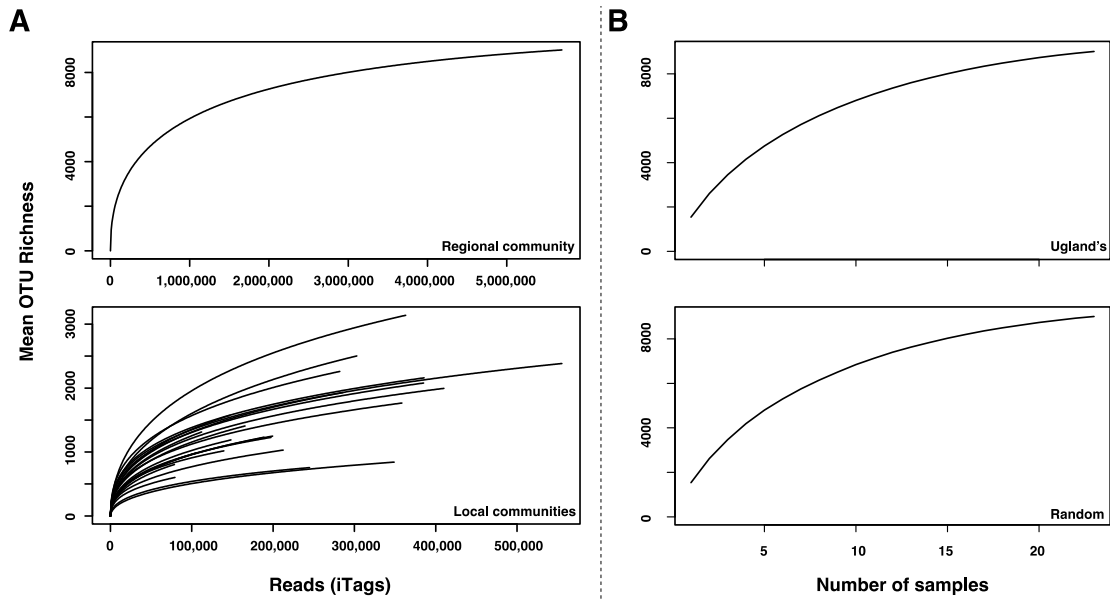 A
B
Mean OTU Richness
8000
4000
0
Regional community
0 1,000,000 2,000,000 3,000,000 4,000,000 5,000,000
3000
2000
1000
0
Local communities
0 100,000 200,000 300,000 400,000 500,000
Reads (iTags)
8000
4000
0
Ugland's
8000
4000
0
Random
5 10 15 20
Number of samples